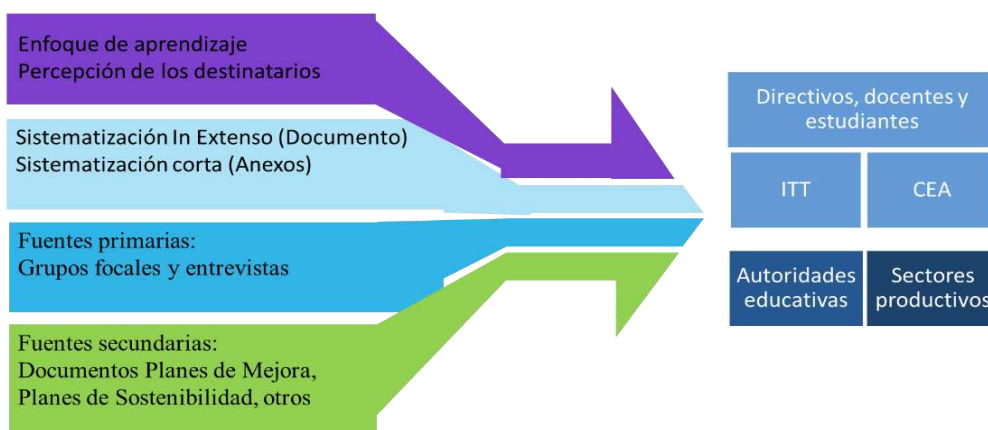 Enfoque de aprendizaje
Percepción de los destinatarios
Sistematización In Extenso (Documento)
Sistematización corta (Anexos)
Fuentes primarias:
Grupos focales y entrevistas
Fuentes secundarias:
Documentos Planes de Mejora,
Planes de Sostenibilidad, otros
Directivos, docentes y
estudiantes
ITT
CEA
Autoridades
educativas
Sectores
productivos